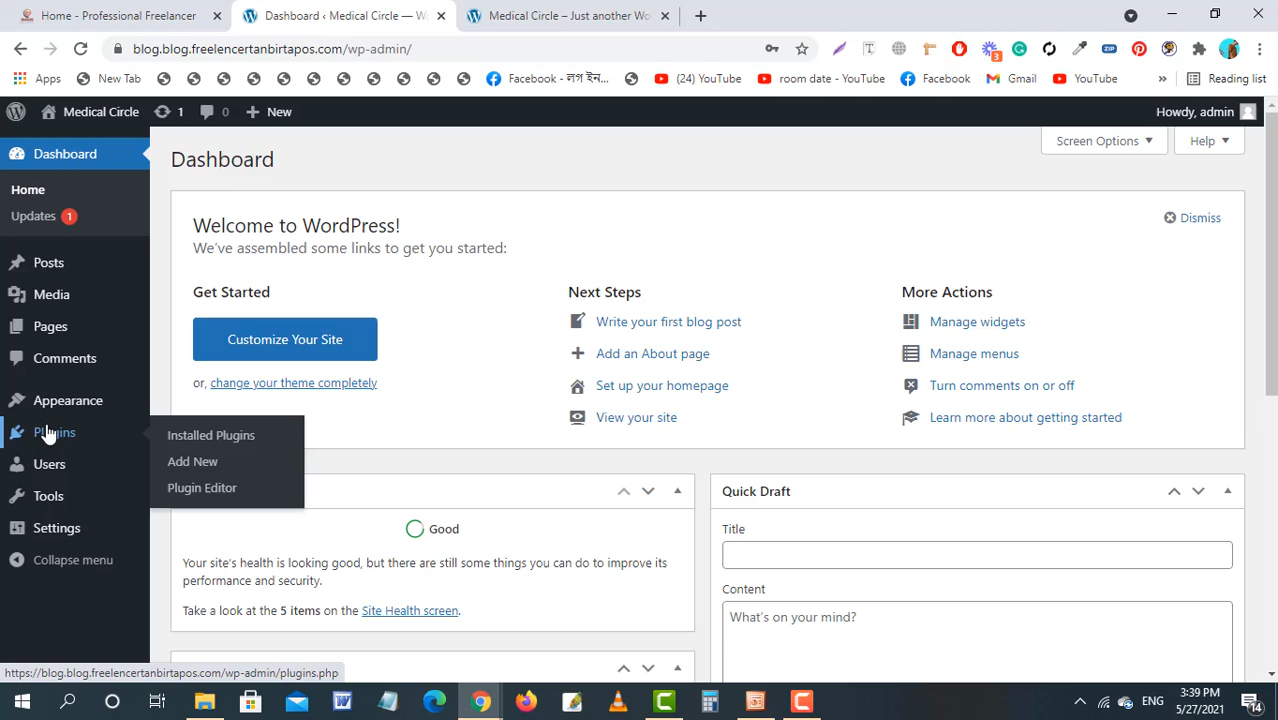 Home - Professional Freelancer
Dashboard ‹ Medical Circle — W
Medical Circle – Just another Wo
blog.blog.freelencertanbirtapos.com/wp-admin/
3
ZIP
Apps
New Tab
Facebook - লগ ইন...
(24) YouTube
room date - YouTube
Facebook
Gmail
YouTube
»
Reading list
Medical Circle
1
0
New
Howdy, admin
Dashboard
Home
Updates 1
Posts
Media
Pages
Comments
Appearance
Plugins
Users
Tools
Settings
Collapse menu
Installed Plugins
Add New
Plugin Editor
Dashboard
Screen Options
Help
Welcome to WordPress!
We've assembled some links to get you started:
Dismiss
Get Started
Customize Your Site
or, change your theme completely
Next Steps
Write your first blog post
Add an About page
Set up your homepage
View your site
More Actions
Manage widgets
Manage menus
Turn comments on or off
Learn more about getting started
Good
Your site's health is looking good, but there are still some things you can do to improve its
performance and security.
Take a look at the 5 items on the Site Health screen.
Quick Draft
Title
Content
What's on your mind?
https://blog.blog.freelencertanbirtapos.com/wp-admin/plugins.php
ENG
3:39 PM
5/27/2021
14